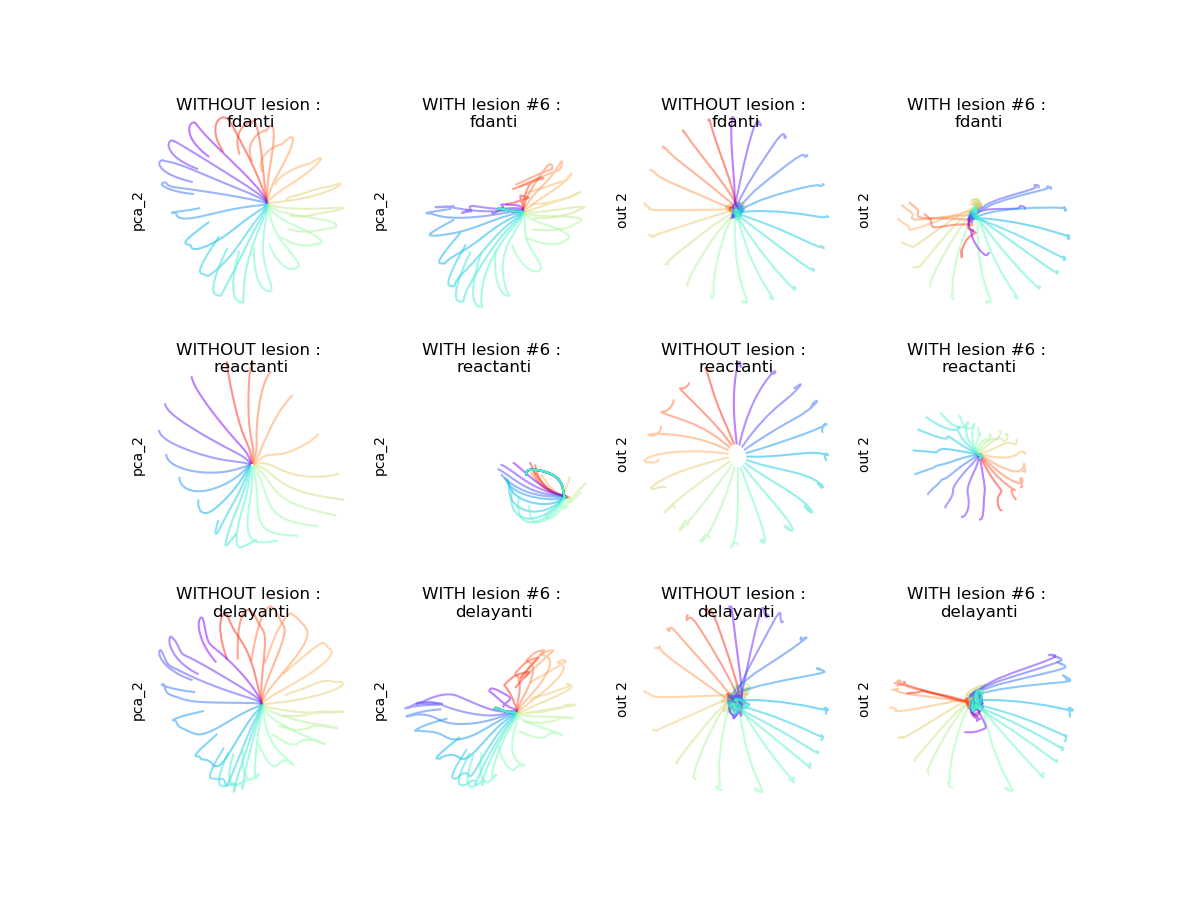 WITHOUT lesion :
fdanti
WITH lesion #6 :
fdanti
WITHOUT lesion :
fdanti
WITH lesion #6 :
fdanti
pca_2
pca_2
out 2
out 2
WITHOUT lesion :
reactanti
WITH lesion #6 :
reactanti
WITHOUT lesion :
reactanti
WITH lesion #6 :
reactanti
pca_2
pca_2
out 2
out 2
WITHOUT lesion :
delayanti
WITH lesion #6 :
delayanti
WITHOUT lesion :
delayanti
WITH lesion #6 :
delayanti
pca_2
pca_2
out 2
out 2